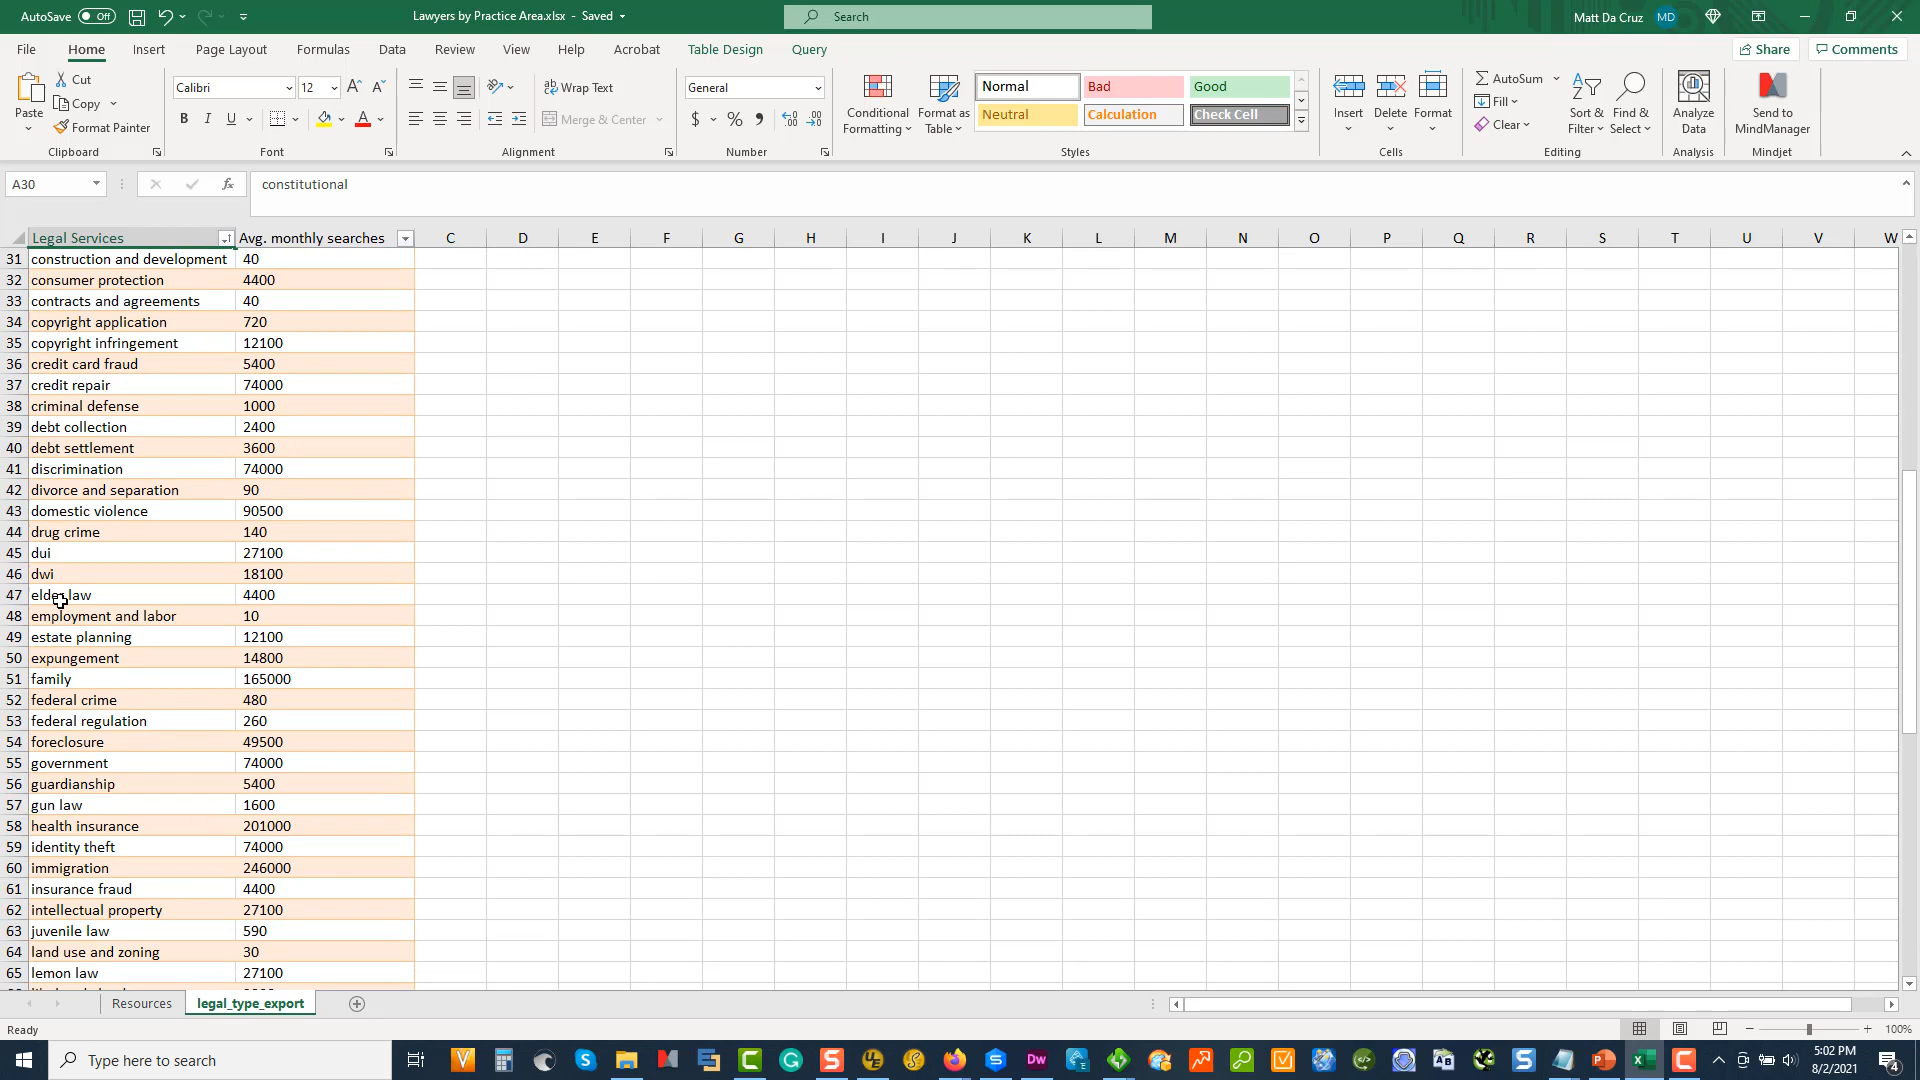 AutoSave Off Lawyers by Practice Area.xlsx - Saved Search Matt Da Cruz MD
File Home Insert Page Layout Formulas Data Review View Help Acrobat Table Design Query Share Comments
Paste Cut Copy Format Painter
Calibri 12
B I U A
Wrap Text
Merge & Center
General
$ %
Conditional Formatting Format as Table
Normal Bad Good
Neutral Calculation Check Cell
Insert Delete Format
AutoSum Fill Clear
Sort & Filter Find & Select
Analyze Data
Send to MindManager
Clipboard Font Alignment Number Styles Cells Editing Analysis Mindjet
A30 fx constitutional
Legal Services Avg. monthly searches C D E F G H I J K L M N O P Q R S T U V W
31 construction and development 40
32 consumer protection 4400
33 contracts and agreements 40
34 copyright application 720
35 copyright infringement 12100
36 credit card fraud 5400
37 credit repair 74000
38 criminal defense 1000
39 debt collection 2400
40 debt settlement 3600
41 discrimination 74000
42 divorce and separation 90
43 domestic violence 90500
44 drug crime 140
45 dui 27100
46 dwi 18100
47 elder law 4400
48 employment and labor 10
49 estate planning 12100
50 expungement 14800
51 family 165000
52 federal crime 480
53 federal regulation 260
54 foreclosure 49500
55 government 74000
56 guardianship 5400
57 gun law 1600
58 health insurance 201000
59 identity theft 74000
60 immigration 246000
61 insurance fraud 4400
62 intellectual property 27100
63 juvenile law 590
64 land use and zoning 30
65 lemon law 27100
Resources legal_type_export
Ready 100%
Type here to search
5:02 PM
8/2/2021
4